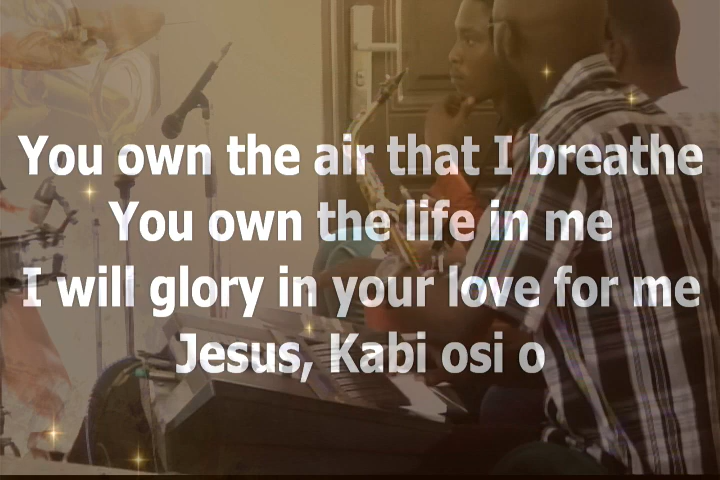 You own the air that I breathe
You own the life in me
I will glory in your love for me
Jesus, Kabi osi o